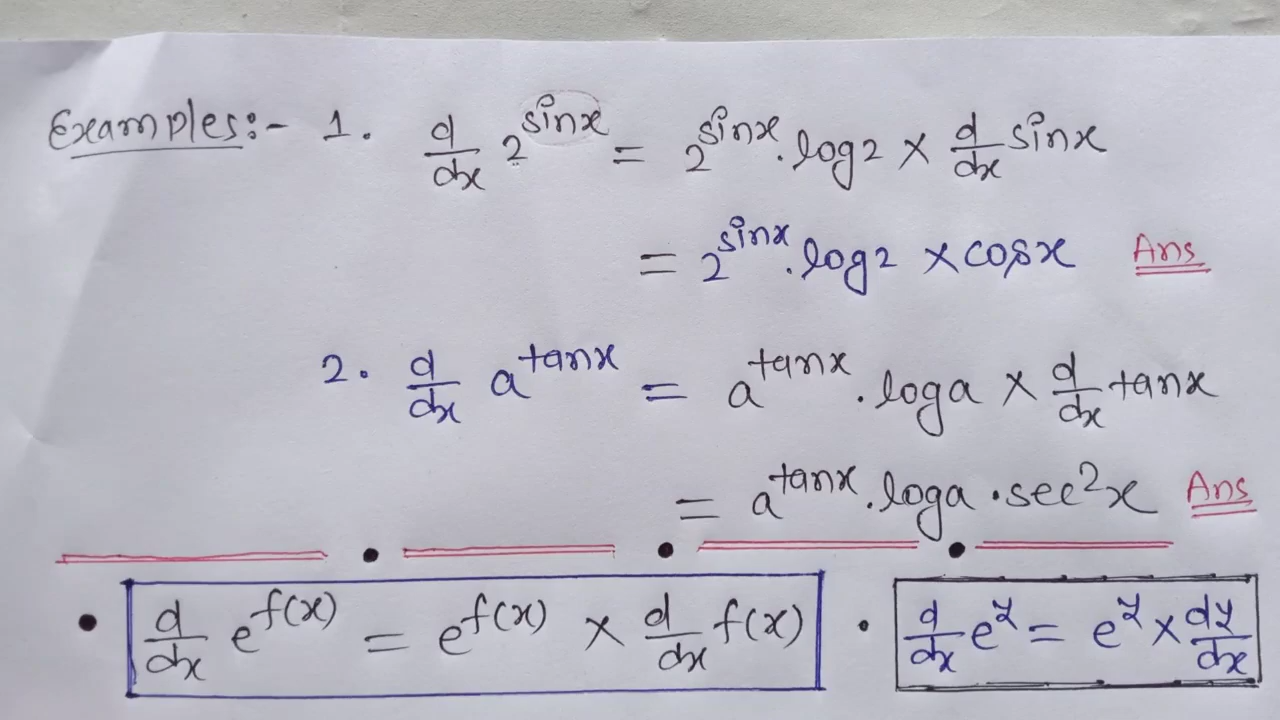 Examples:- 1. d/dx 2^sinx = 2^sinx . log2 × d/dx sinx
= 2^sinx . log2 × cosx Ans
2. d/dx a^tanx = a^tanx . loga × d/dx tanx
= a^tanx . loga . sec²x Ans
• d/dx e^f(x) = e^f(x) × d/dx f(x) • d/dx e^y = e^y × dy/dx